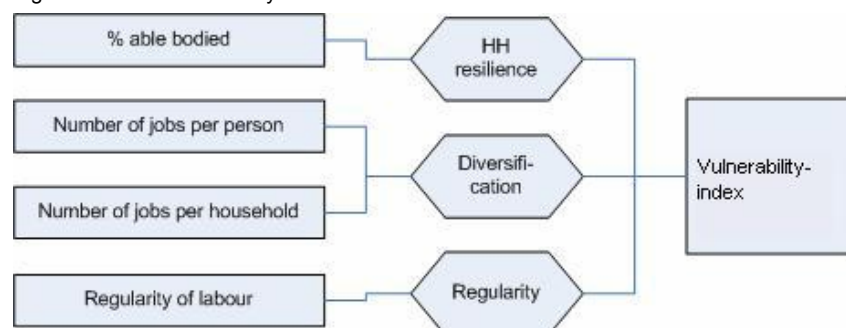 % able bodied
HH
resilience
Number of jobs per person
Diversifi-
cation
Vulnerability-
index
Number of jobs per household
Regularity of labour
Regularity